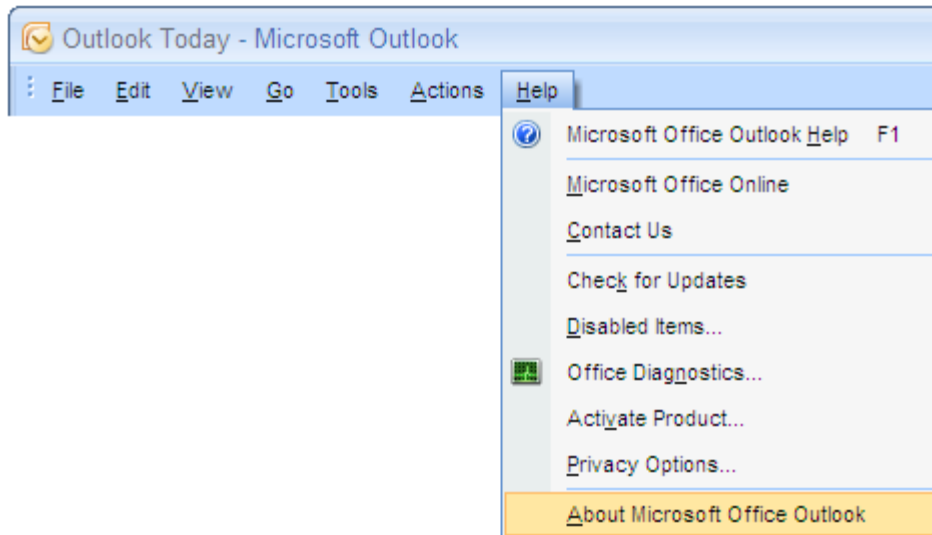 Outlook Today - Microsoft Outlook
File Edit View Go Tools Actions Help
Microsoft Office Outlook Help F1
Microsoft Office Online
Contact Us
Check for Updates
Disabled Items...
Office Diagnostics...
Activate Product...
Privacy Options...
About Microsoft Office Outlook